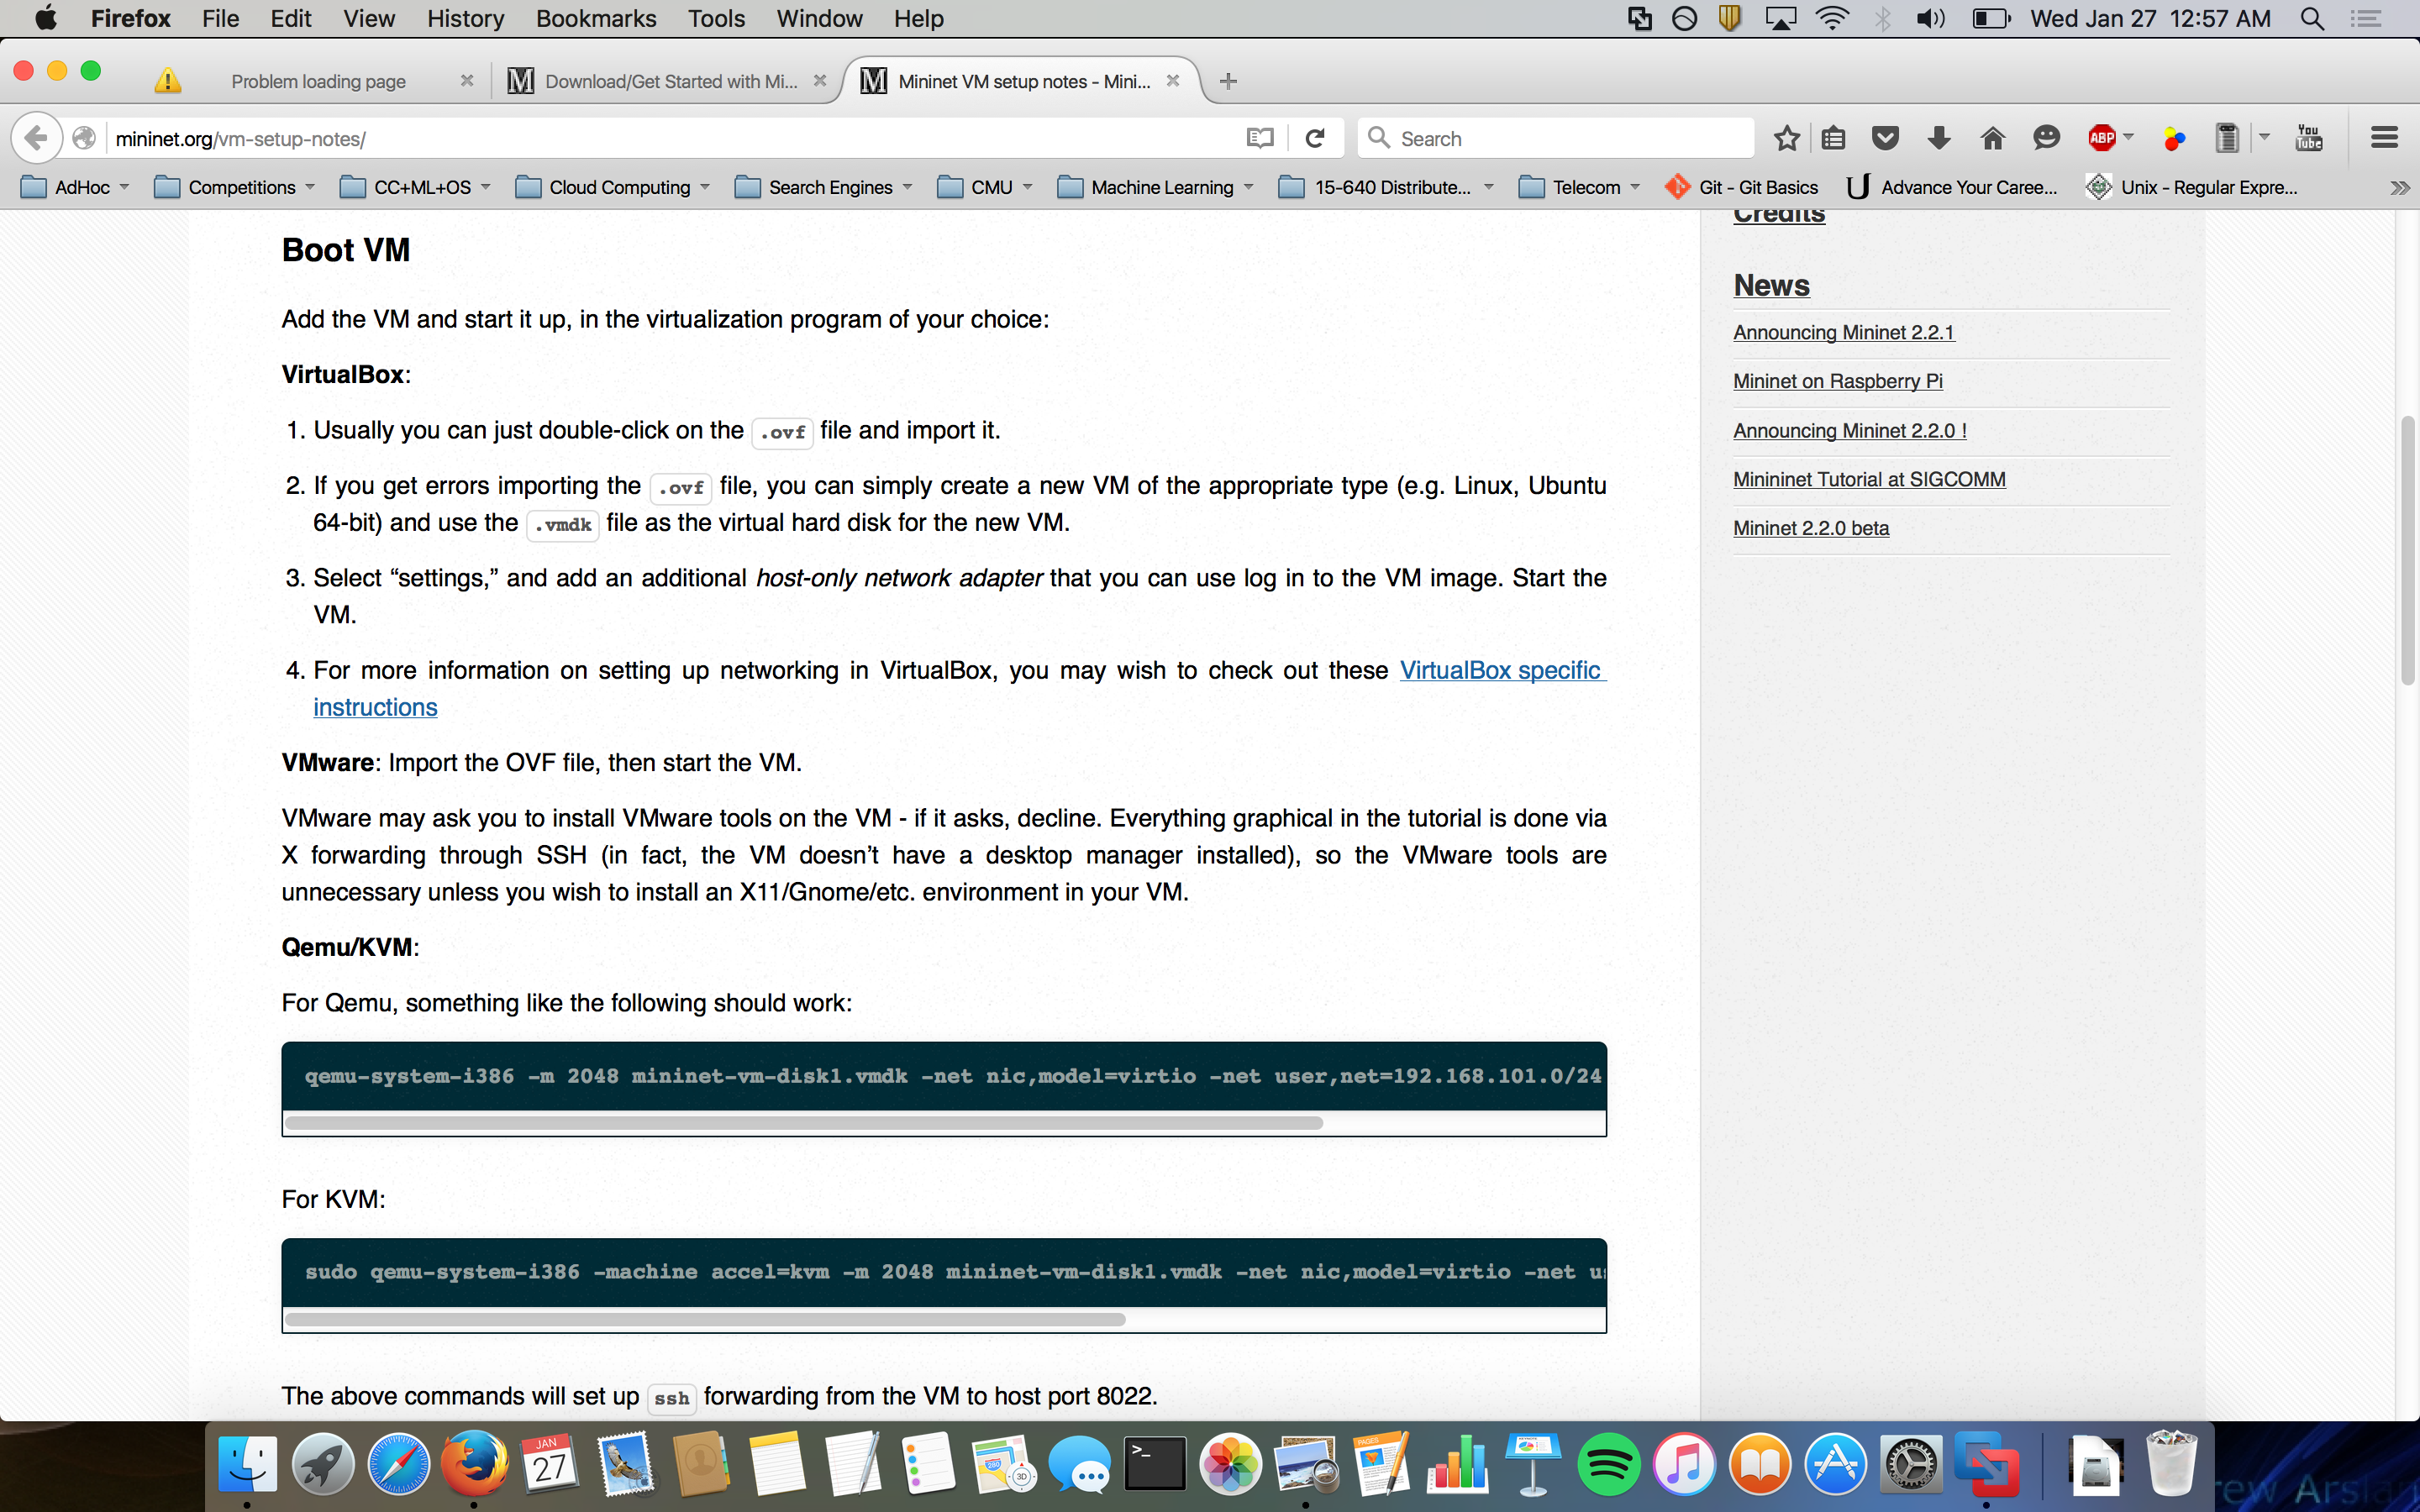 Firefox File Edit View History Bookmarks Tools Window Help Wed Jan 27 12:57 AM
Problem loading page Download/Get Started with Mi... Mininet VM setup notes - Mini...
mininet.org/vm-setup-notes/ Search ABP You Tube
AdHoc Competitions CC+ML+OS Cloud Computing Search Engines CMU Machine Learning 15-640 Distribute... Telecom Git - Git Basics Advance Your Caree... Unix - Regular Expre...
Boot VM
Add the VM and start it up, in the virtualization program of your choice:
VirtualBox:
1. Usually you can just double-click on the .ovf file and import it.
2. If you get errors importing the .ovf file, you can simply create a new VM of the appropriate type (e.g. Linux, Ubuntu
64-bit) and use the .vmdk file as the virtual hard disk for the new VM.
3. Select “settings,” and add an additional host-only network adapter that you can use log in to the VM image. Start the
VM.
4. For more information on setting up networking in VirtualBox, you may wish to check out these VirtualBox specific
instructions
VMware: Import the OVF file, then start the VM.
VMware may ask you to install VMware tools on the VM - if it asks, decline. Everything graphical in the tutorial is done via
X forwarding through SSH (in fact, the VM doesn’t have a desktop manager installed), so the VMware tools are
unnecessary unless you wish to install an X11/Gnome/etc. environment in your VM.
Qemu/KVM:
For Qemu, something like the following should work:
qemu-system-i386 -m 2048 mininet-vm-disk1.vmdk -net nic,model=virtio -net user,net=192.168.101.0/24
For KVM:
sudo qemu-system-i386 -machine accel=kvm -m 2048 mininet-vm-disk1.vmdk -net nic,model=virtio -net
The above commands will set up ssh forwarding from the VM to host port 8022.
Credits
News
Announcing Mininet 2.2.1
Mininet on Raspberry Pi
Announcing Mininet 2.2.0 !
Minininet Tutorial at SIGCOMM
Mininet 2.2.0 beta
JAN
27
PAGES
3D